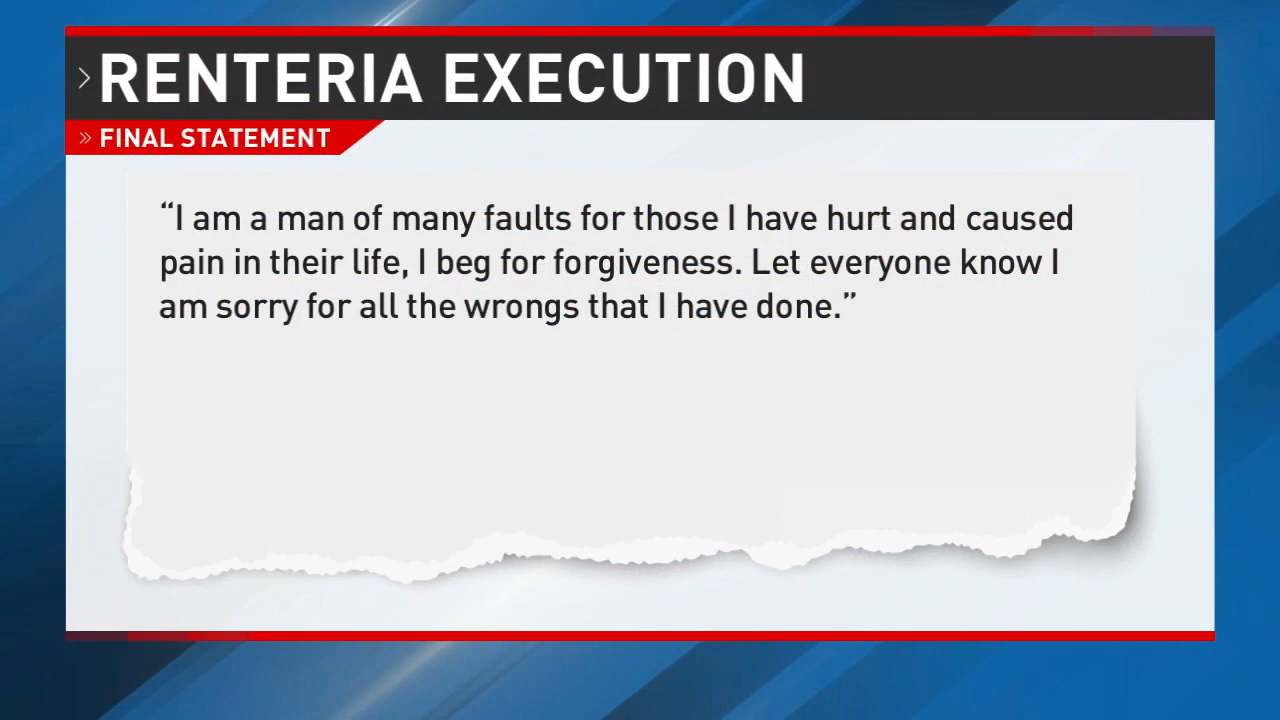 RENTERIA EXECUTION
FINAL STATEMENT
“I am a man of many faults for those I have hurt and caused
pain in their life, I beg for forgiveness. Let everyone know I
am sorry for all the wrongs that I have done.”